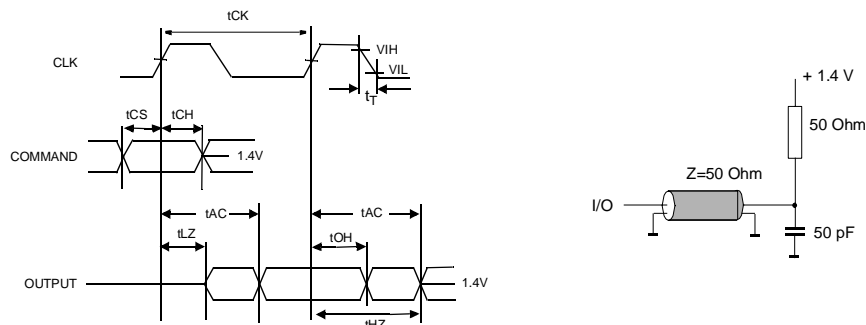 tCK
CLK
VIH
VIL
tT
tCS
tCH
COMMAND
1.4V
tAC
tAC
tLZ
tOH
OUTPUT
1.4V
tHZ
+ 1.4 V
50 Ohm
Z=50 Ohm
I/O
50 pF